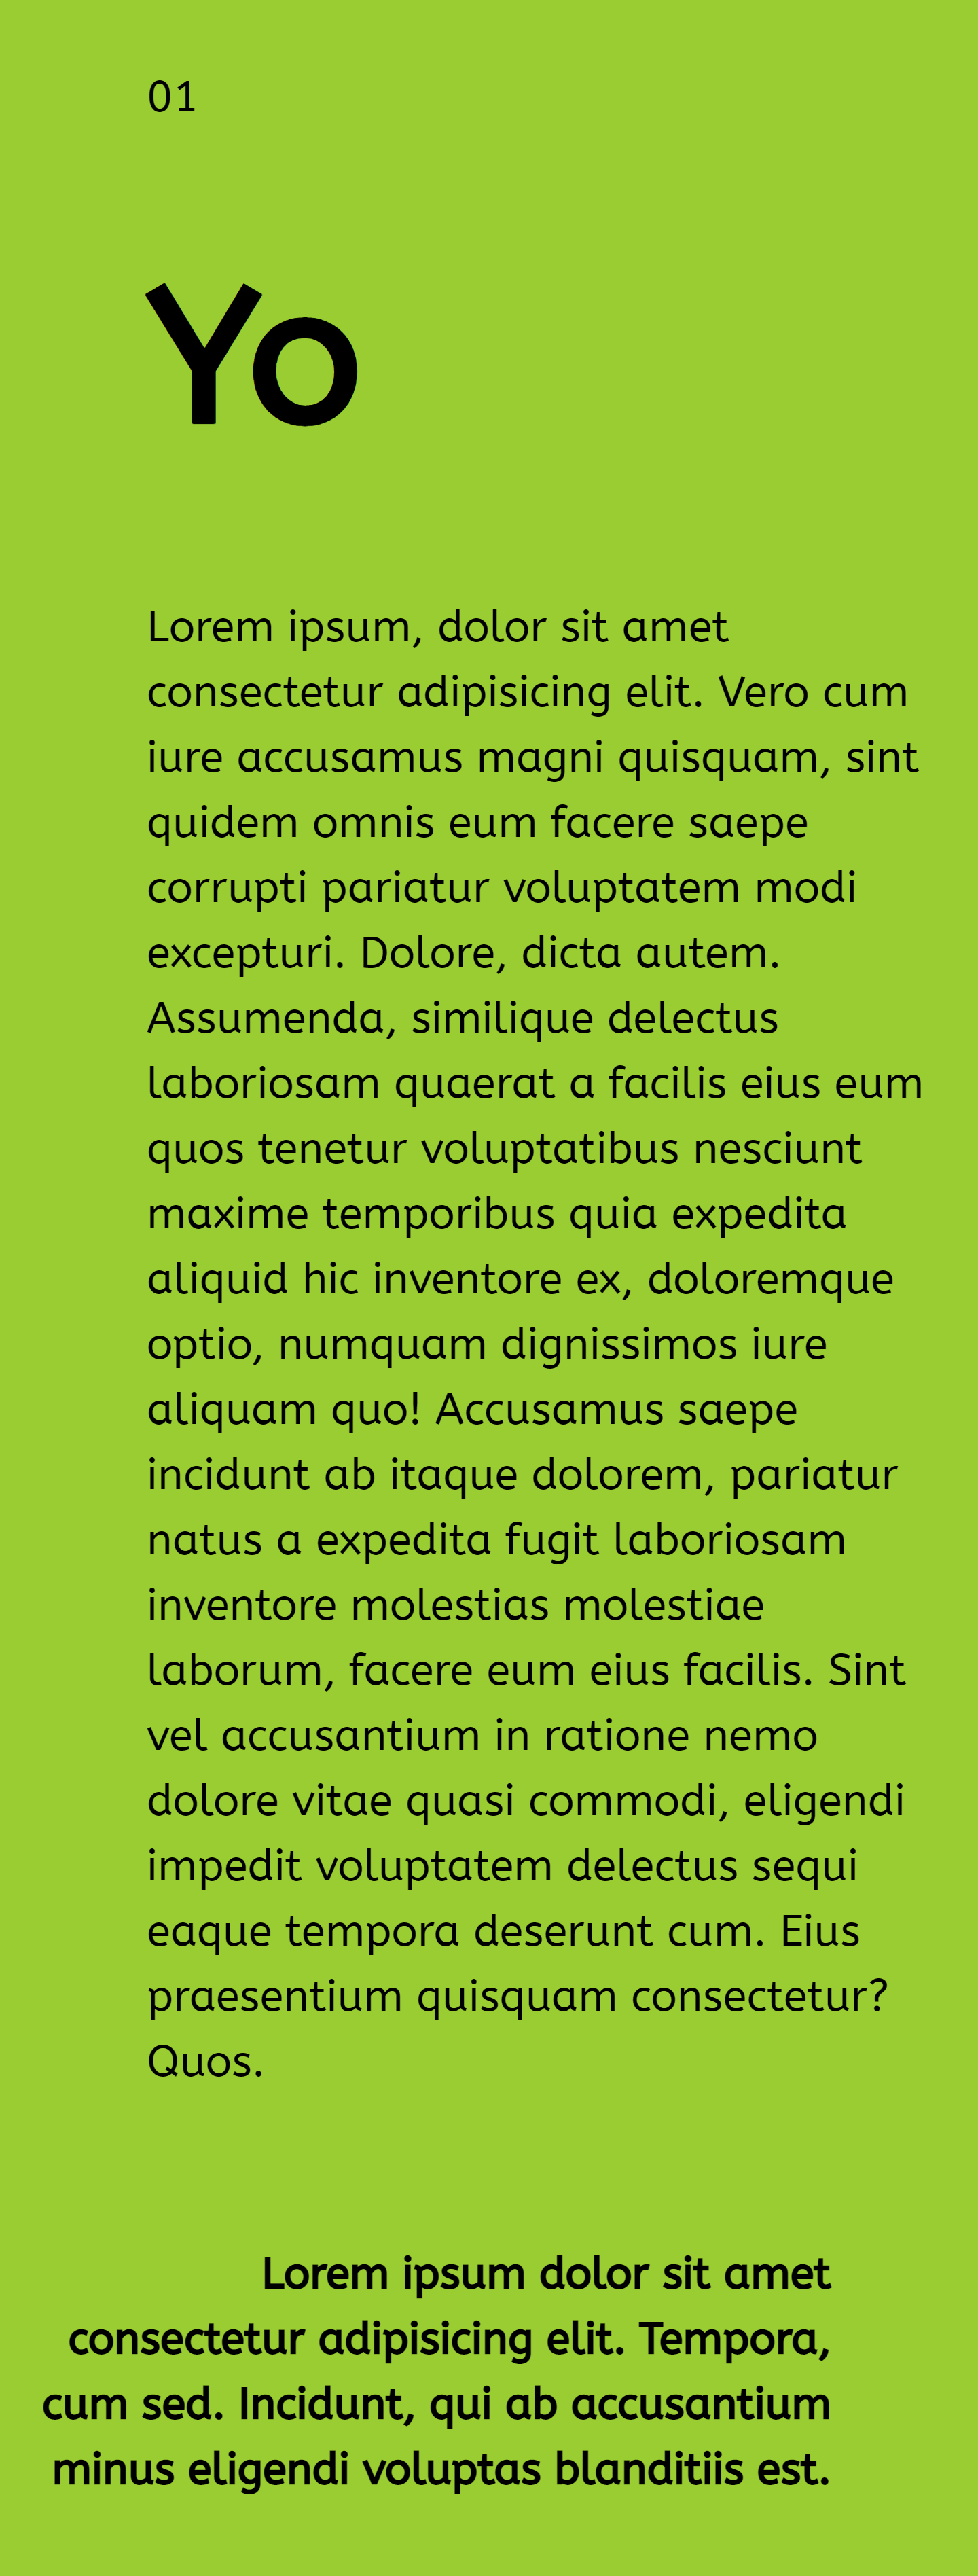 01
Yo
Lorem ipsum, dolor sit amet
consectetur adipisicing elit. Vero cum
iure accusamus magni quisquam, sint
quidem omnis eum facere saepe
corrupti pariatur voluptatem modi
excepturi. Dolore, dicta autem.
Assumenda, similique delectus
laboriosam quaerat a facilis eius eum
quos tenetur voluptatibus nesciunt
maxime temporibus quia expedita
aliquid hic inventore ex, doloremque
optio, numquam dignissimos iure
aliquam quo! Accusamus saepe
incidunt ab itaque dolorem, pariatur
natus a expedita fugit laboriosam
inventore molestias molestiae
laborum, facere eum eius facilis. Sint
vel accusantium in ratione nemo
dolore vitae quasi commodi, eligendi
impedit voluptatem delectus sequi
eaque tempora deserunt cum. Eius
praesentium quisquam consectetur?
Quos.
Lorem ipsum dolor sit amet
consectetur adipisicing elit. Tempora,
cum sed. Incidunt, qui ab accusantium
minus eligendi voluptas blanditiis est.